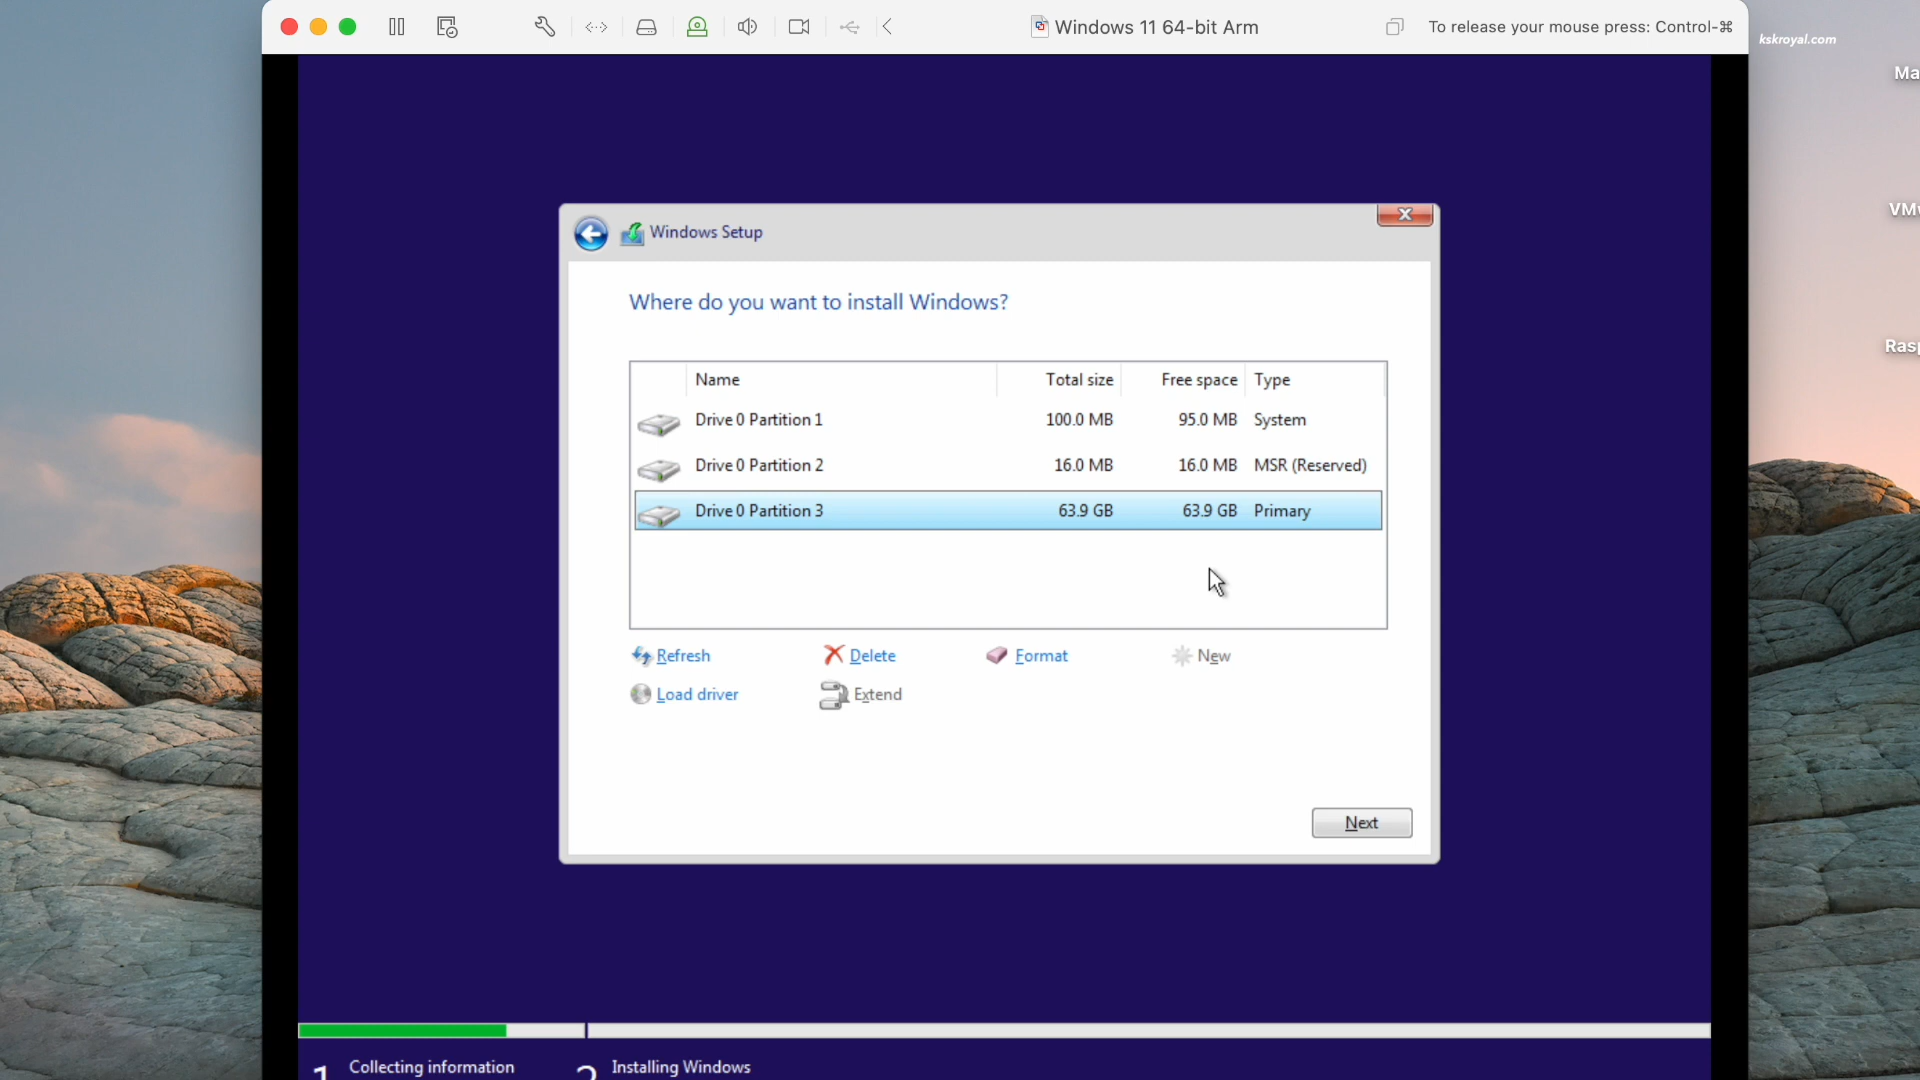 Windows 11 64-bit Arm
To release your mouse press: Control-⌘
kskroyal.com
Ma
VMv
Rasp
Windows Setup
Where do you want to install Windows?
Name Total size Free space Type
Drive 0 Partition 1 100.0 MB 95.0 MB System
Drive 0 Partition 2 16.0 MB 16.0 MB MSR (Reserved)
Drive 0 Partition 3 63.9 GB 63.9 GB Primary
Refresh Delete Format New
Load driver Extend
Next
1 Collecting information 2 Installing Windows